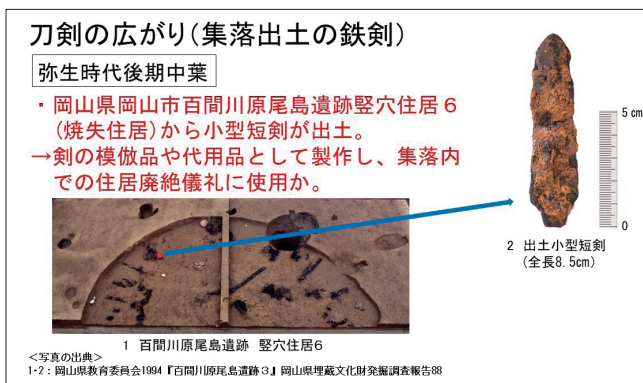 刀剣の広がり(集落出土の鉄剣)
弥生時代後期中葉
・岡山県岡山市百間川原尾島遺跡竪穴住居6
(焼失住居)から小型短剣が出土。
→剣の模倣品や代用品として製作し、集落内
での住居廃絶儀礼に使用か。
5 cm
0
2 出土小型短剣
(全長8.5cm)
1 百間川原尾島遺跡 竪穴住居6
<写真の出典>
1・2:岡山県教育委員会1994『百間川原尾島遺跡3』岡山県埋蔵文化財発掘調査報告88